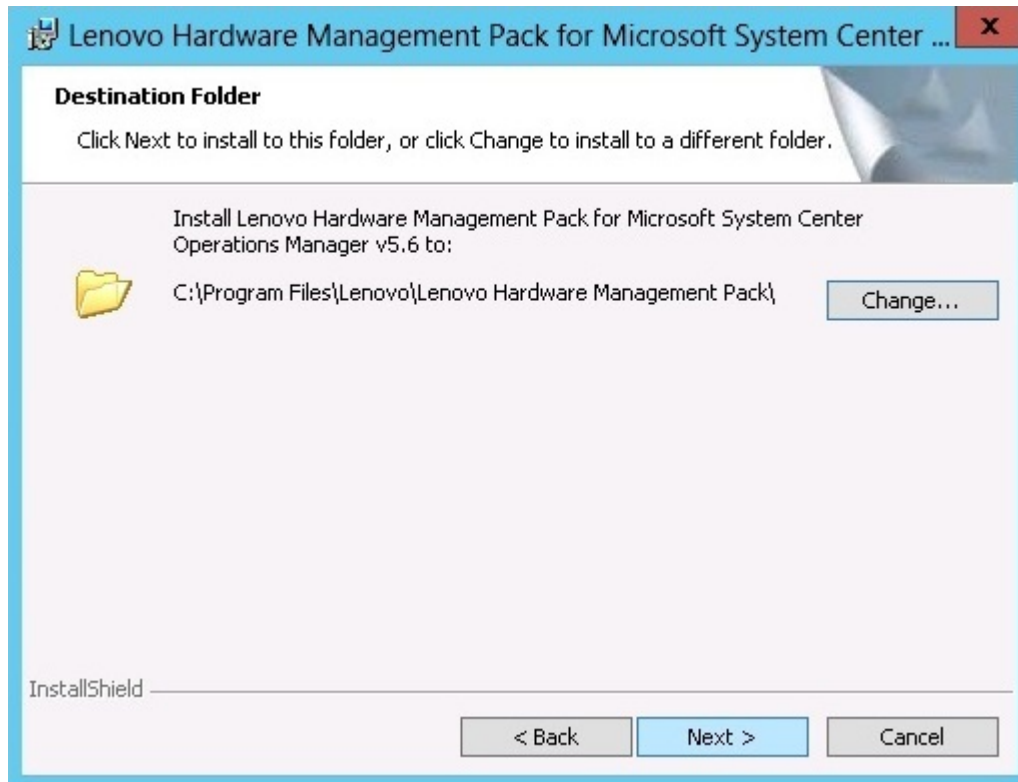 Lenovo Hardware Management Pack for Microsoft System Center ...
x
Destination Folder
Click Next to install to this folder, or click Change to install to a different folder.
Install Lenovo Hardware Management Pack for Microsoft System Center
Operations Manager v5.6 to:
C:\Program Files\Lenovo\Lenovo Hardware Management Pack\
Change...
InstallShield
< Back
Next >
Cancel